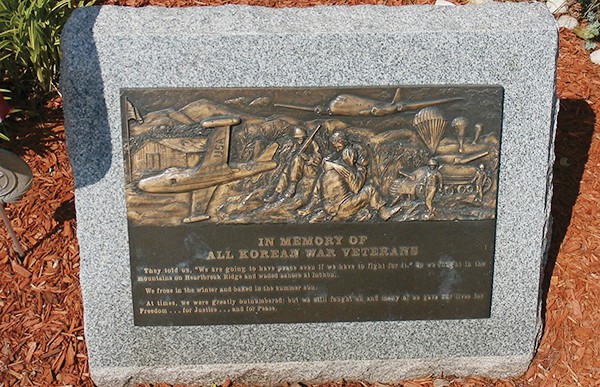 USA
IN MEMORY OF
ALL KOREAN WAR VETERANS
They told us, "We are going to have peace even if we have to fight for it." So we fought in the
mountains on Heartbreak Ridge and waded ashore at Inchon.
We froze in the winter and baked in the summer sun.
At times, we were greatly outnumbered; but we still fought on and many of us gave our lives for
Freedom . . . for Justice . . . and for Peace.